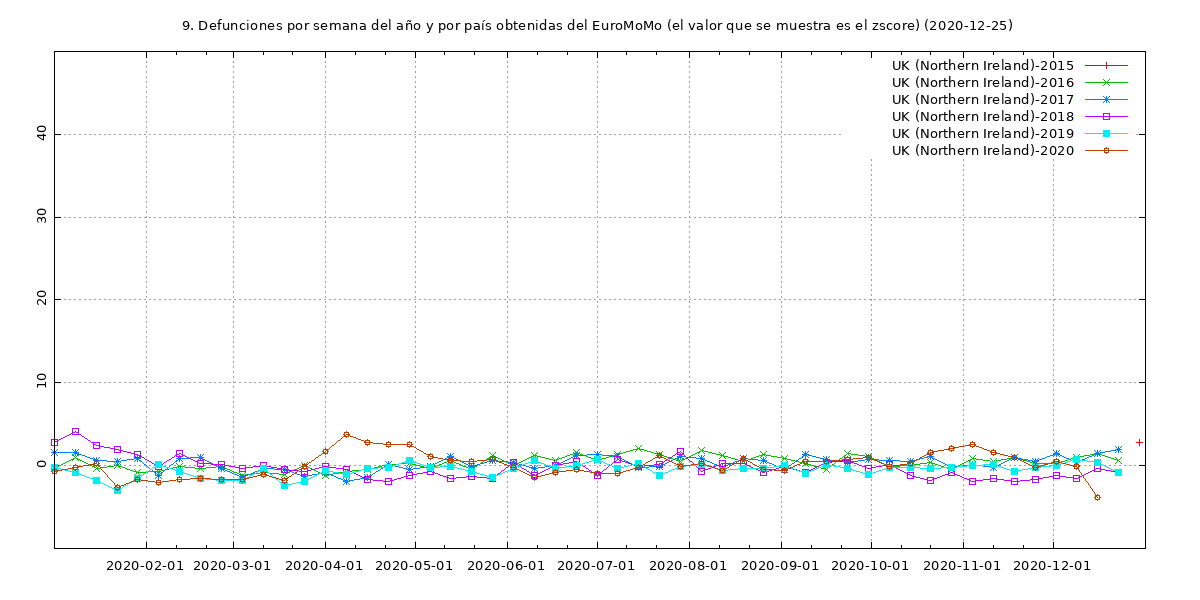 9. Defunciones por semana del año y por país obtenidas del EuroMoMo (el valor que se muestra es el zscore) (2020-12-25)
UK (Northern Ireland)-2015
UK (Northern Ireland)-2016
UK (Northern Ireland)-2017
UK (Northern Ireland)-2018
UK (Northern Ireland)-2019
UK (Northern Ireland)-2020
40
30
20
10
0
2020-02-01 2020-03-01 2020-04-01 2020-05-01 2020-06-01 2020-07-01 2020-08-01 2020-09-01 2020-10-01 2020-11-01 2020-12-01